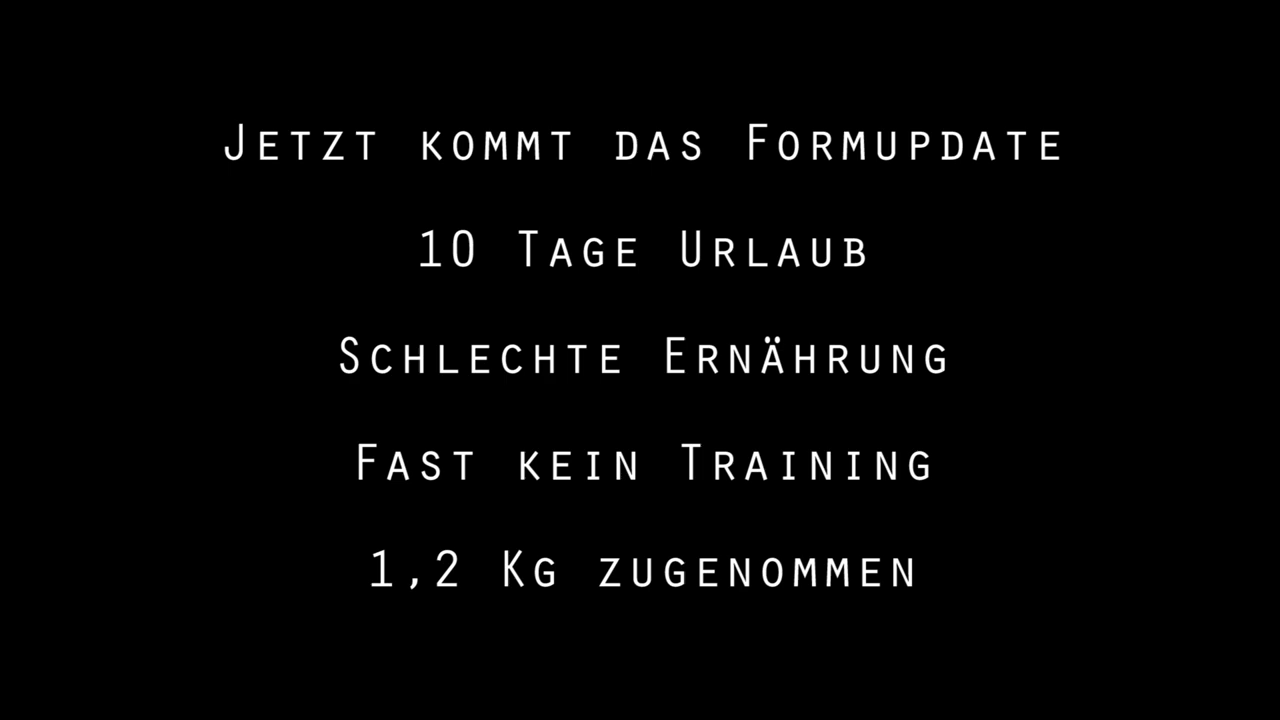 Jetzt kommt das Formupdate
10 Tage Urlaub
Schlechte Ernährung
Fast kein Training
1,2 Kg zugenommen